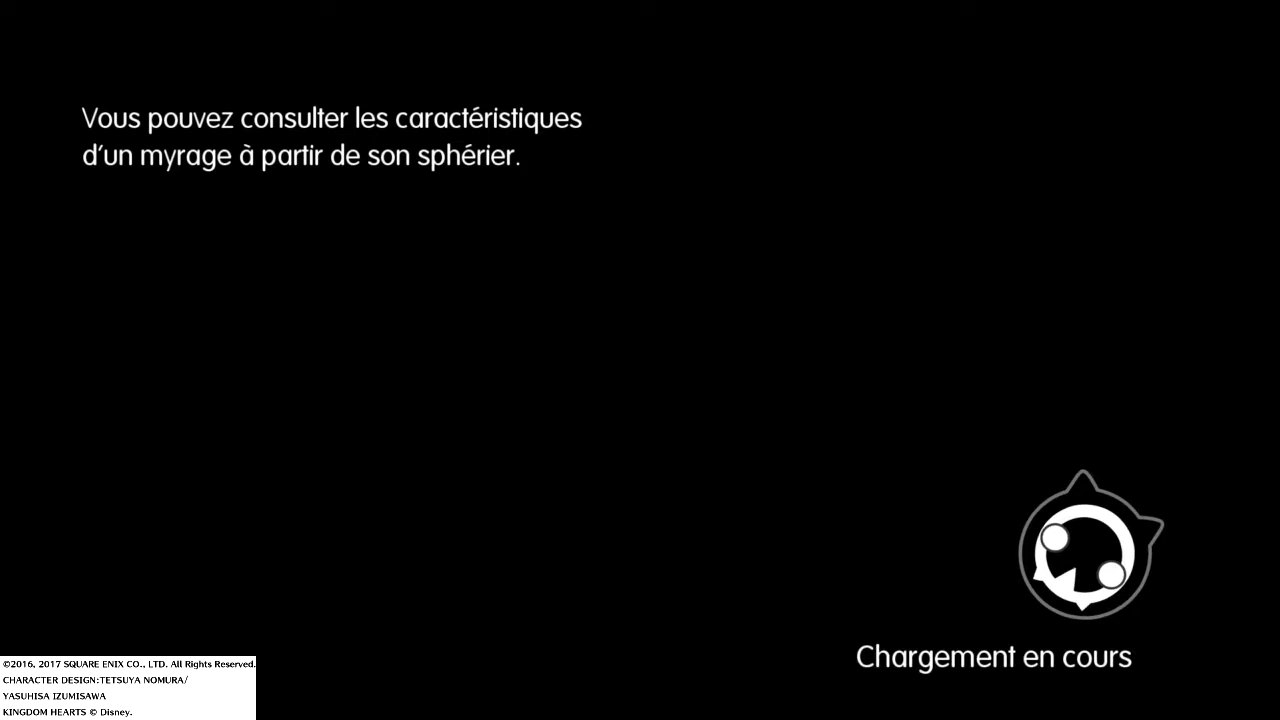 Vous pouvez consulter les caractéristiques
d'un myrage à partir de son sphérier.
Chargement en cours
©2016, 2017 SQUARE ENIX CO., LTD. All Rights Reserved.
CHARACTER DESIGN:TETSUYA NOMURA/
YASUHISA IZUMISAWA
KINGDOM HEARTS © Disney.